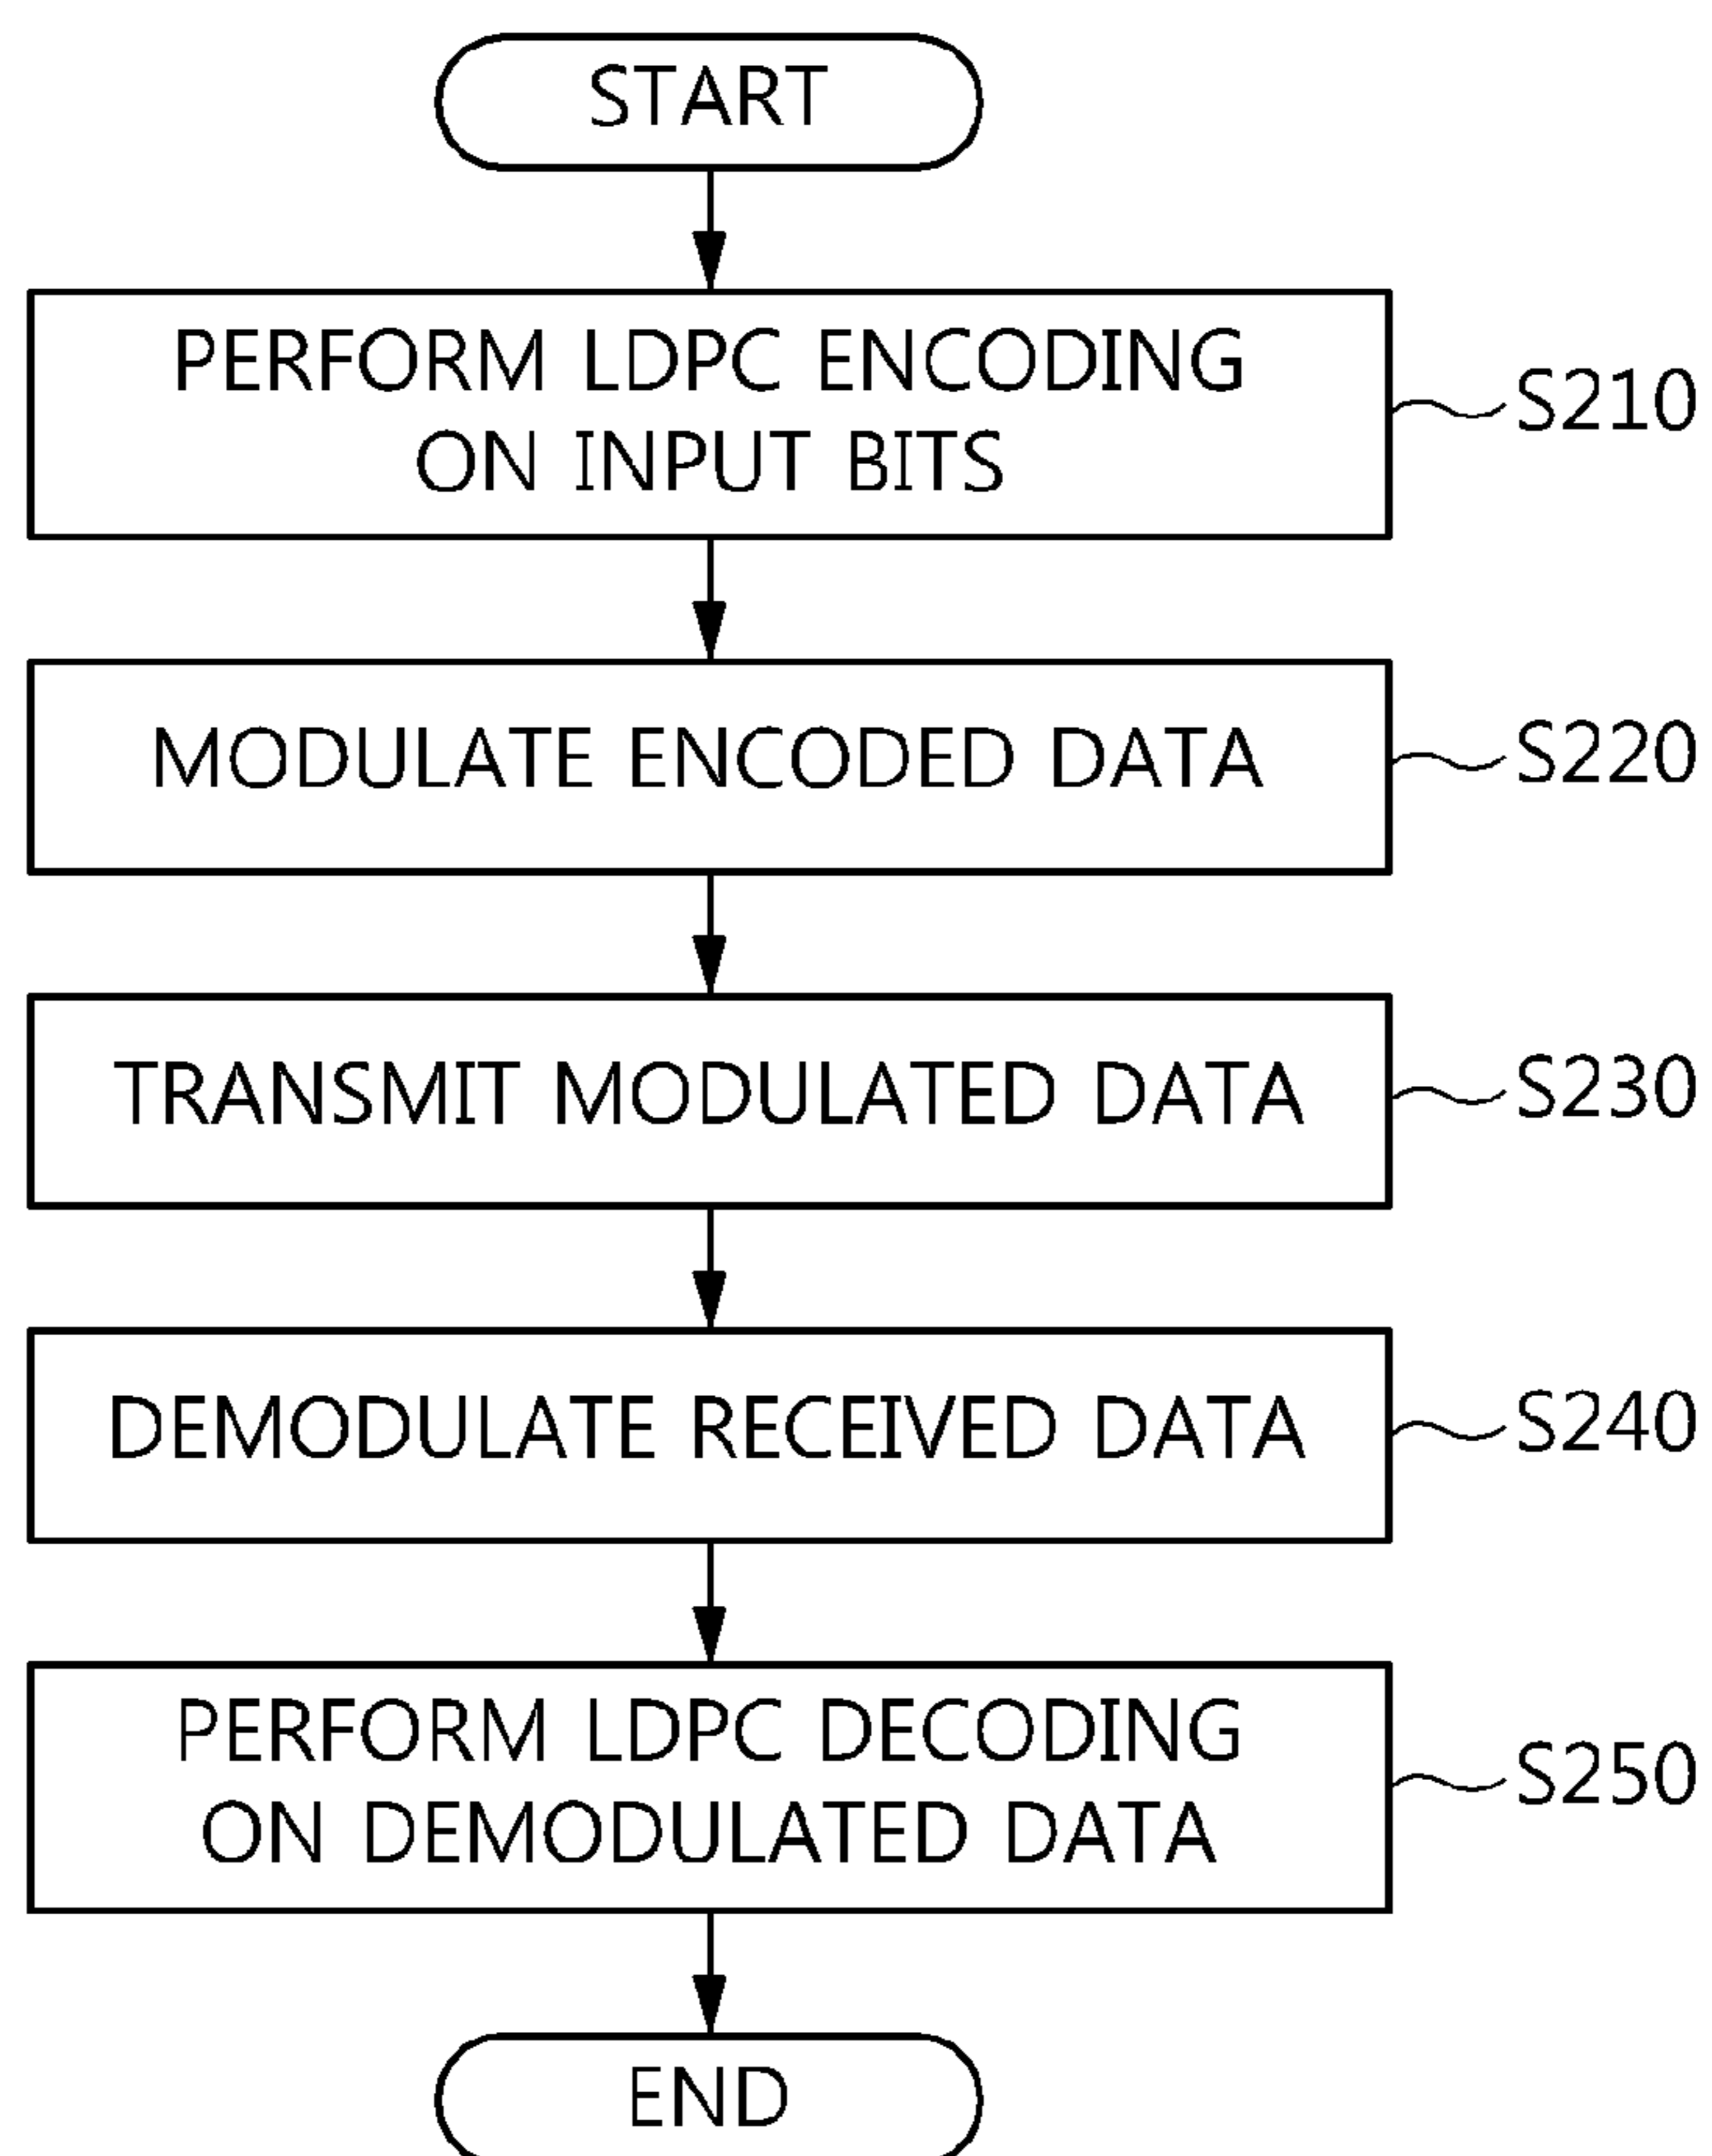 START
PERFORM LDPC ENCODING
ON INPUT BITS
S210
MODULATE ENCODED DATA
S220
TRANSMIT MODULATED DATA
S230
DEMODULATE RECEIVED DATA
S240
PERFORM LDPC DECODING
ON DEMODULATED DATA
S250
END